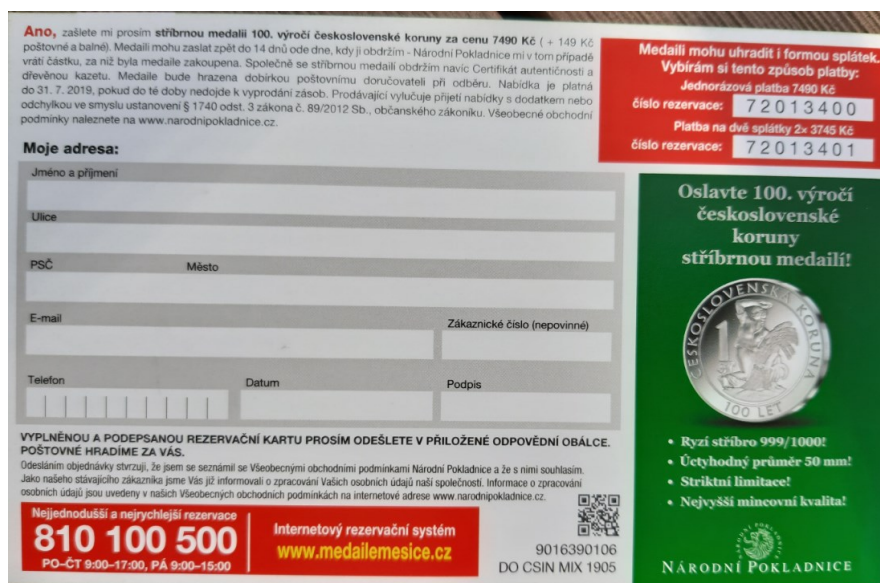 Ano, zašlete mi prosím stříbrnou medailii 100. výročí československé koruny za cenu 7490 Kč ( + 149 Kč
poštovné a balné). Medaili mohu zaslat zpět do 14 dnů ode dne, kdy ji obdržím - Národní Pokladnice mi v tom případě
vrátí částku, za niž byla medaile zakoupena. Společně se stříbrnou medailí obdržím navíc Certifikát autentičnosti a
dřevěnou kazetu. Medaile bude hrazena dobírkou poštovnímu doručovateli při odběru. Nabídka je platná
do 31. 7. 2019, pokud do té doby nedojde k vyprodání zásob. Prodávající vylučuje přijetí nabídky s dodatkem nebo
odchylkou ve smyslu ustanovení § 1740 odst. 3 zákona č. 89/2012 Sb., občanského zákoníku. Všeobecné obchodní
podmínky naleznete na www.narodnipokladnice.cz.
Medaili mohu uhradit i formou splátek.
Vybírám si tento způsob platby:
Jednorázová platba 7490 Kč
číslo rezervace: 72013400
Platba na dvě splátky 2x 3745 Kč
číslo rezervace: 72013401
Moje adresa:
Jméno a příjmení
Ulice
PSČ Město
E-mail Zákaznické číslo (nepovinné)
Telefon Datum Podpis
VYPLNĚNOU A PODEPSANOU REZERVAČNÍ KARTU PROSÍM ODEŠLETE V PŘILOŽENÉ ODPOVĚDNÍ OBÁLCE.
POŠTOVNÉ HRADÍME ZA VÁS.
Odesláním objednávky stvrzuji, že jsem se seznámil se Všeobecnými obchodními podmínkami Národní Pokladnice a že s nimi souhlasím.
Jako našeho stávajícího zákazníka jsme Vás již informovali o zpracování Vašich osobních údajů naší společností. Informace o zpracování
osobních údajů jsou uvedeny v našich Všeobecných obchodních podmínkách na internetové adrese www.narodnipokladnice.cz.
Nejjednodušší a nejrychlejší rezervace
810 100 500
PO–ČT 9:00–17:00, PÁ 9:00–15:00
Internetový rezervační systém
www.medailemesice.cz
9016390106
DO CSIN MIX 1905
Oslavte 100. výročí
československé
koruny
stříbrnou medailí!
ČESKOSLOVENSKÁ KORUNA
1
100 LET
• Ryzí stříbro 999/1000!
• Úctyhodný průměr 50 mm!
• Striktní limitace!
• Nejvyšší mincovní kvalita!
NÁRODNÍ POKLADNICE
NÁRODNÍ POKLADNICE